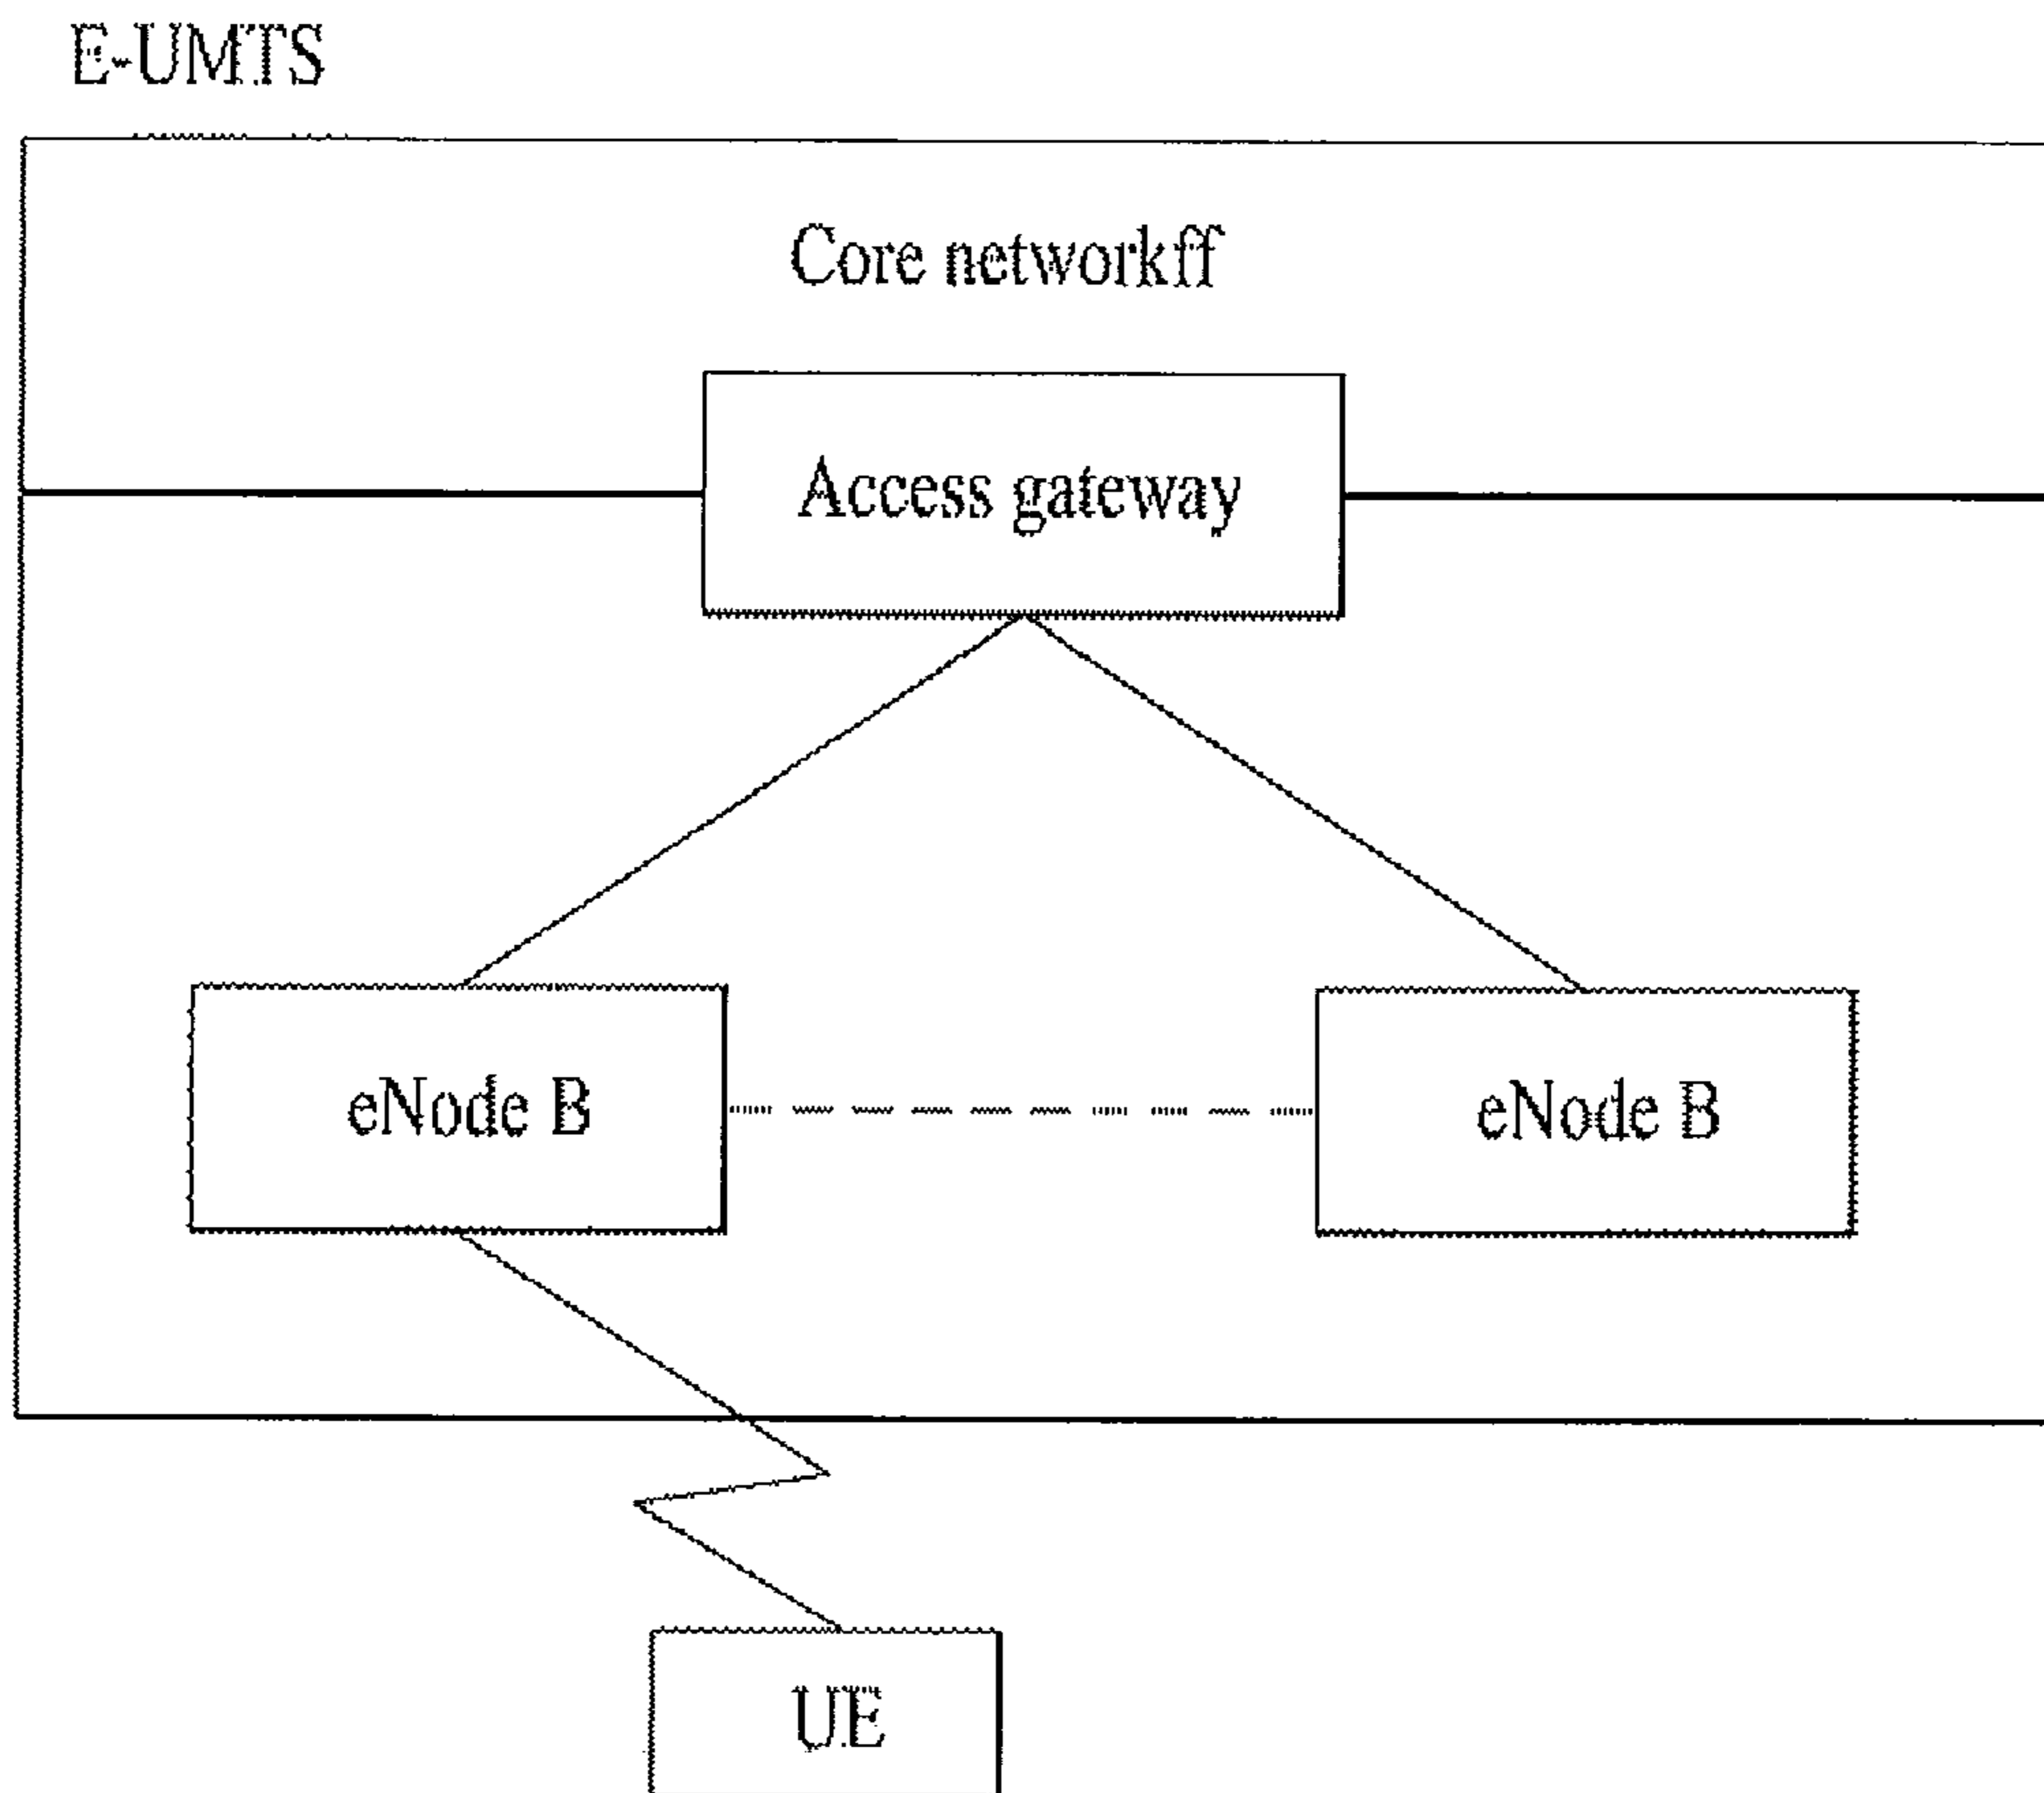 E-UMTS
Core networkff
Access gateway
eNode B
eNode B
UE